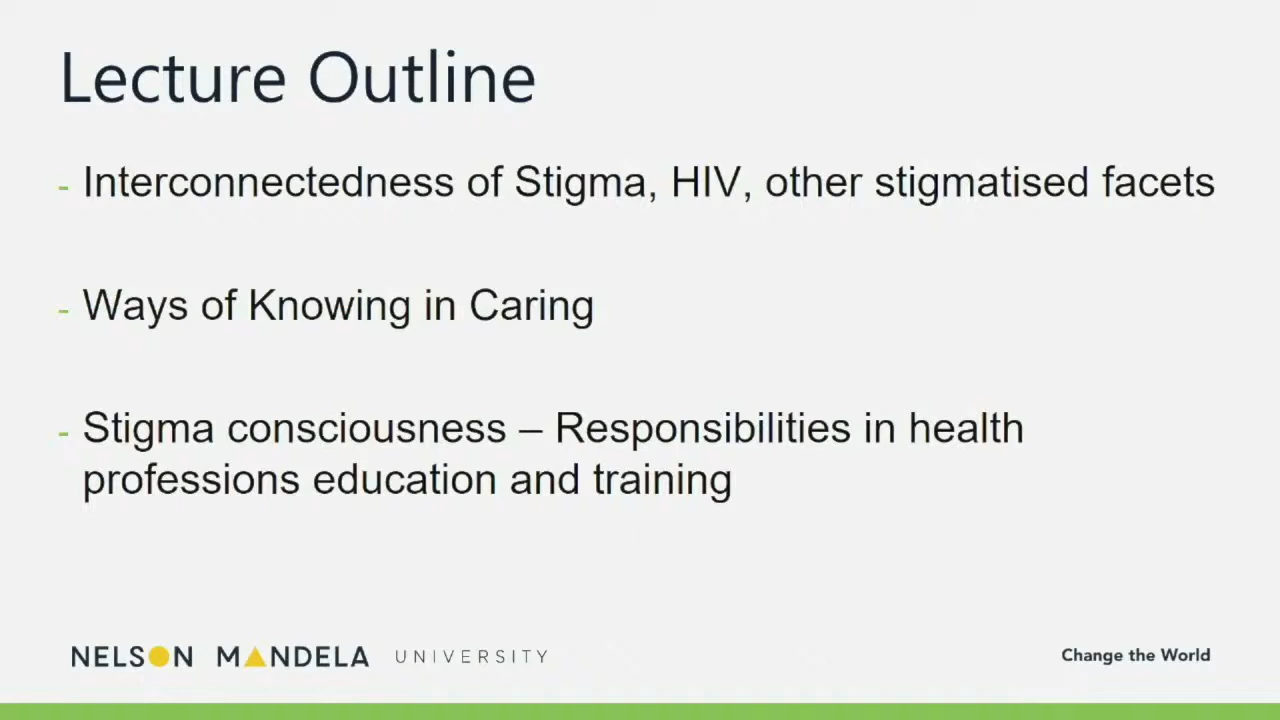 Lecture Outline
- Interconnectedness of Stigma, HIV, other stigmatised facets
- Ways of Knowing in Caring
- Stigma consciousness – Responsibilities in health
professions education and training
NELSON MANDELA UNIVERSITY
Change the World